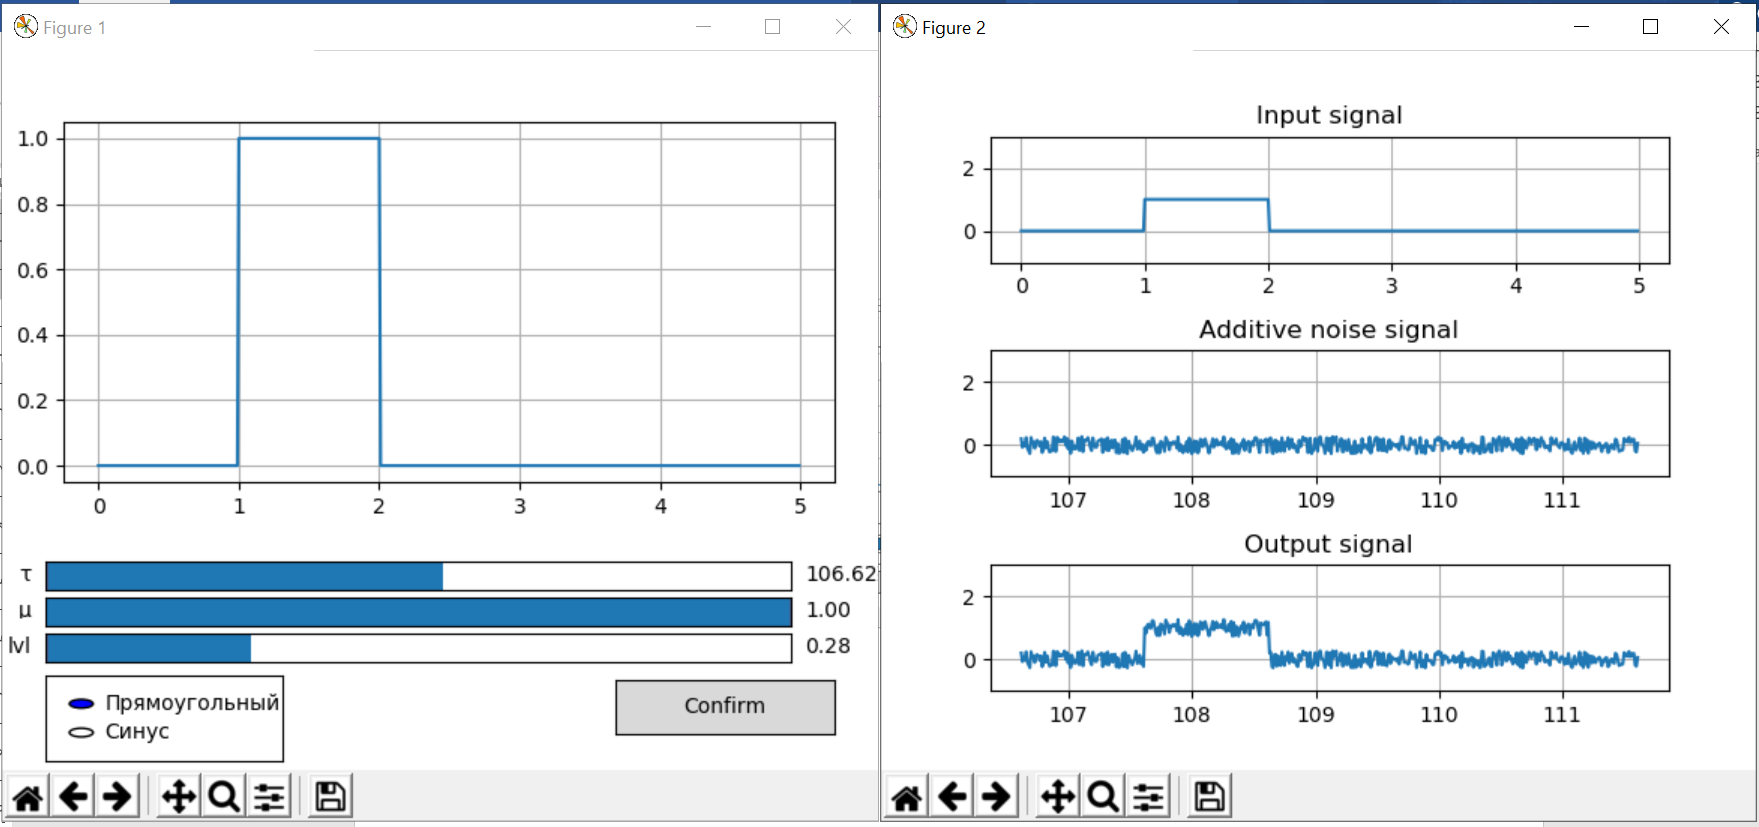 Figure 1
1.0
0.8
0.6
0.4
0.2
0.0
0 1 2 3 4 5
τ 106.62
μ 1.00
lvl 0.28
Прямоугольный
Синус
Confirm
Figure 2
Input signal
2
0
0 1 2 3 4 5
Additive noise signal
2
0
107 108 109 110 111
Output signal
2
0
107 108 109 110 111